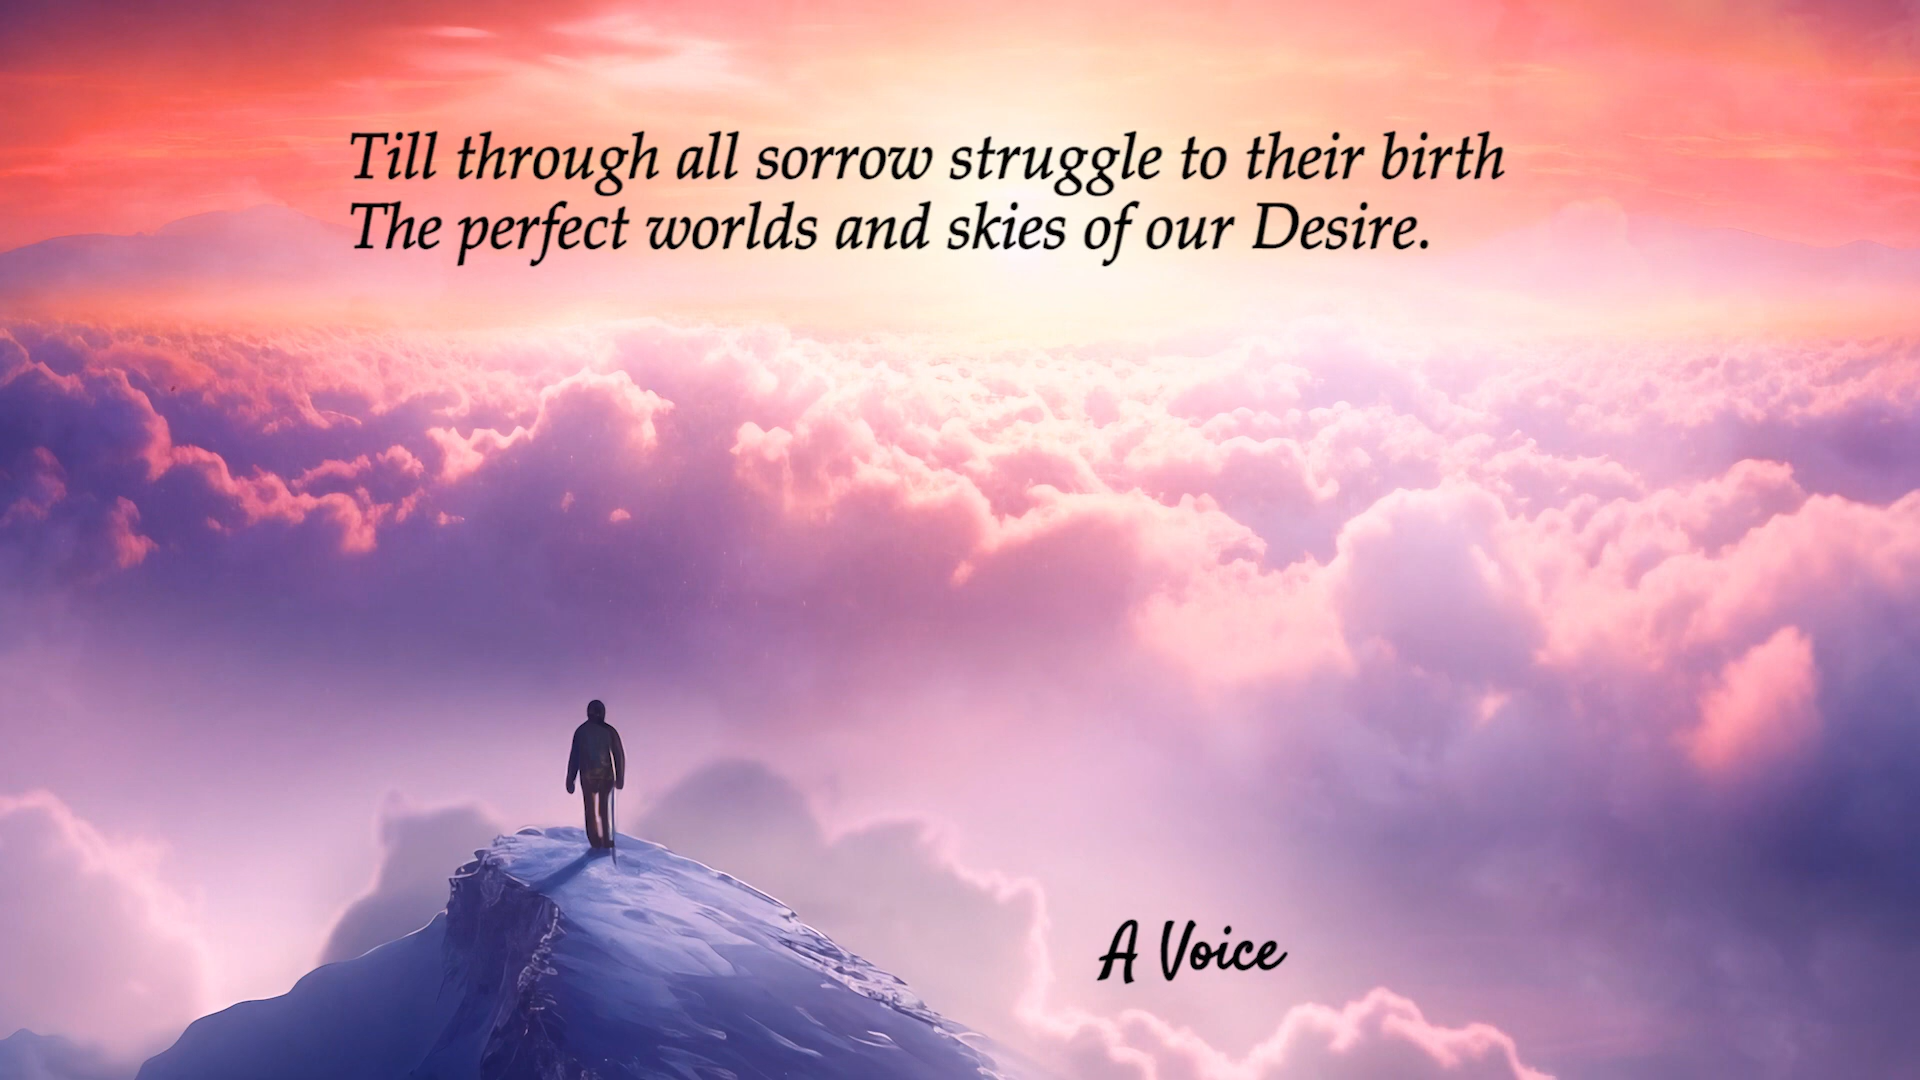 Till through all sorrow struggle to their birth
The perfect worlds and skies of our Desire.
A Voice